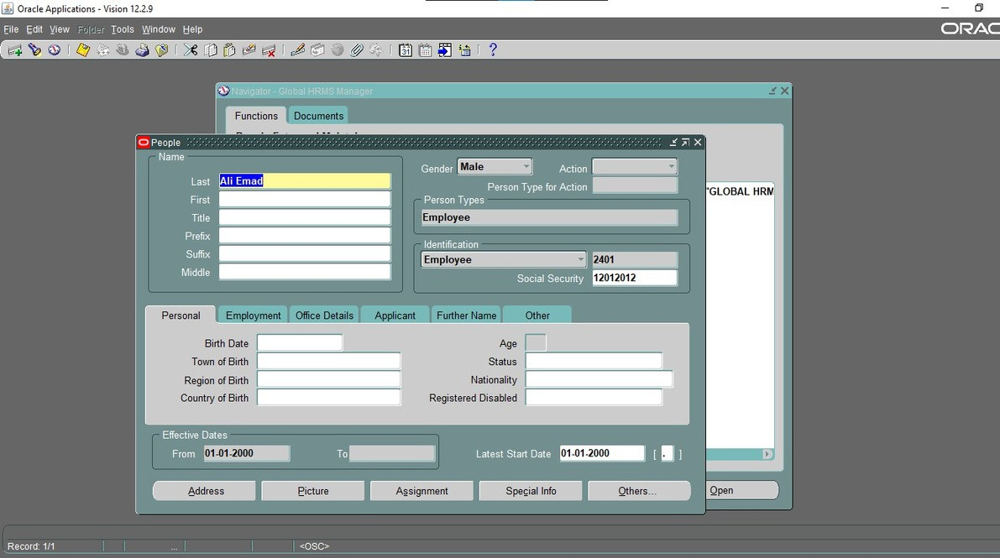 Oracle Applications - Vision 12.2.9
File Edit View Folder Tools Window Help
ORAC
Navigator - Global HRMS Manager
Functions Documents
People
Name
Last Ali Emad
First
Title
Prefix
Suffix
Middle
Gender Male Action
Person Type for Action
Person Types
Employee
Identification
Employee 2401
Social Security 12012012
"GLOBAL HRM
Personal Employment Office Details Applicant Further Name Other
Birth Date Age
Town of Birth Status
Region of Birth Nationality
Country of Birth Registered Disabled
Effective Dates
From 01-01-2000 To Latest Start Date 01-01-2000 [ . ]
Address Picture Assignment Special Info Others...
Open
Record: 1/1 ... <OSC>